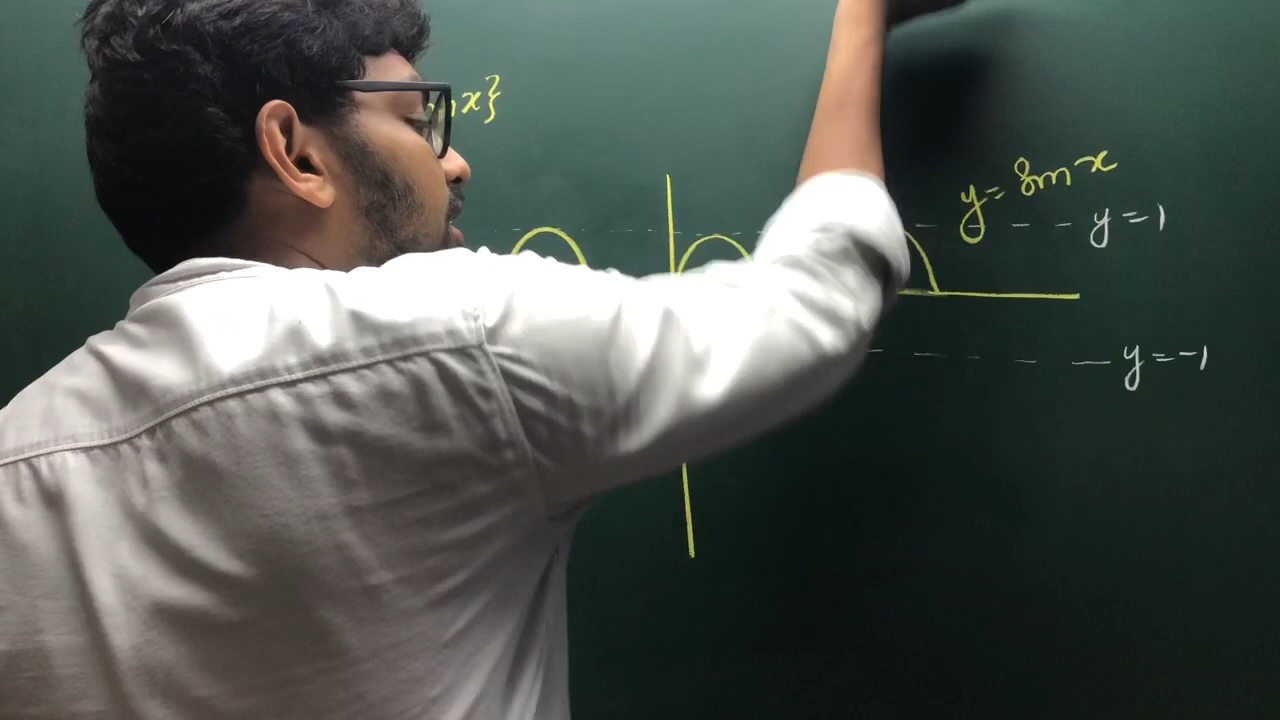 x}
y = sin x
y = 1
y = -1